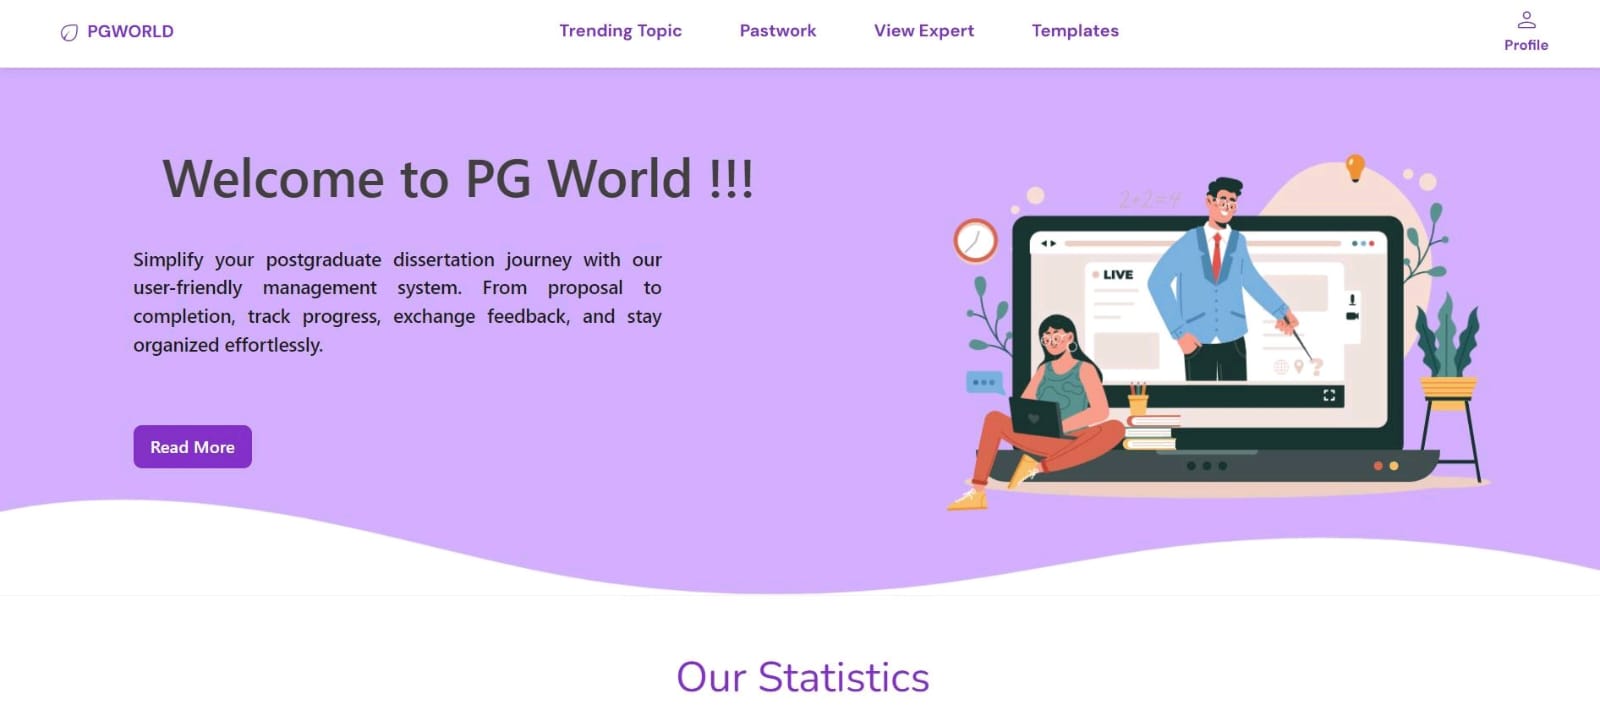 PGWORLD
Trending Topic
Pastwork
View Expert
Templates
Profile
Welcome to PG World !!!
Simplify your postgraduate dissertation journey with our
user-friendly management system. From proposal to
completion, track progress, exchange feedback, and stay
organized effortlessly.
Read More
2+2=4
LIVE
?
Our Statistics